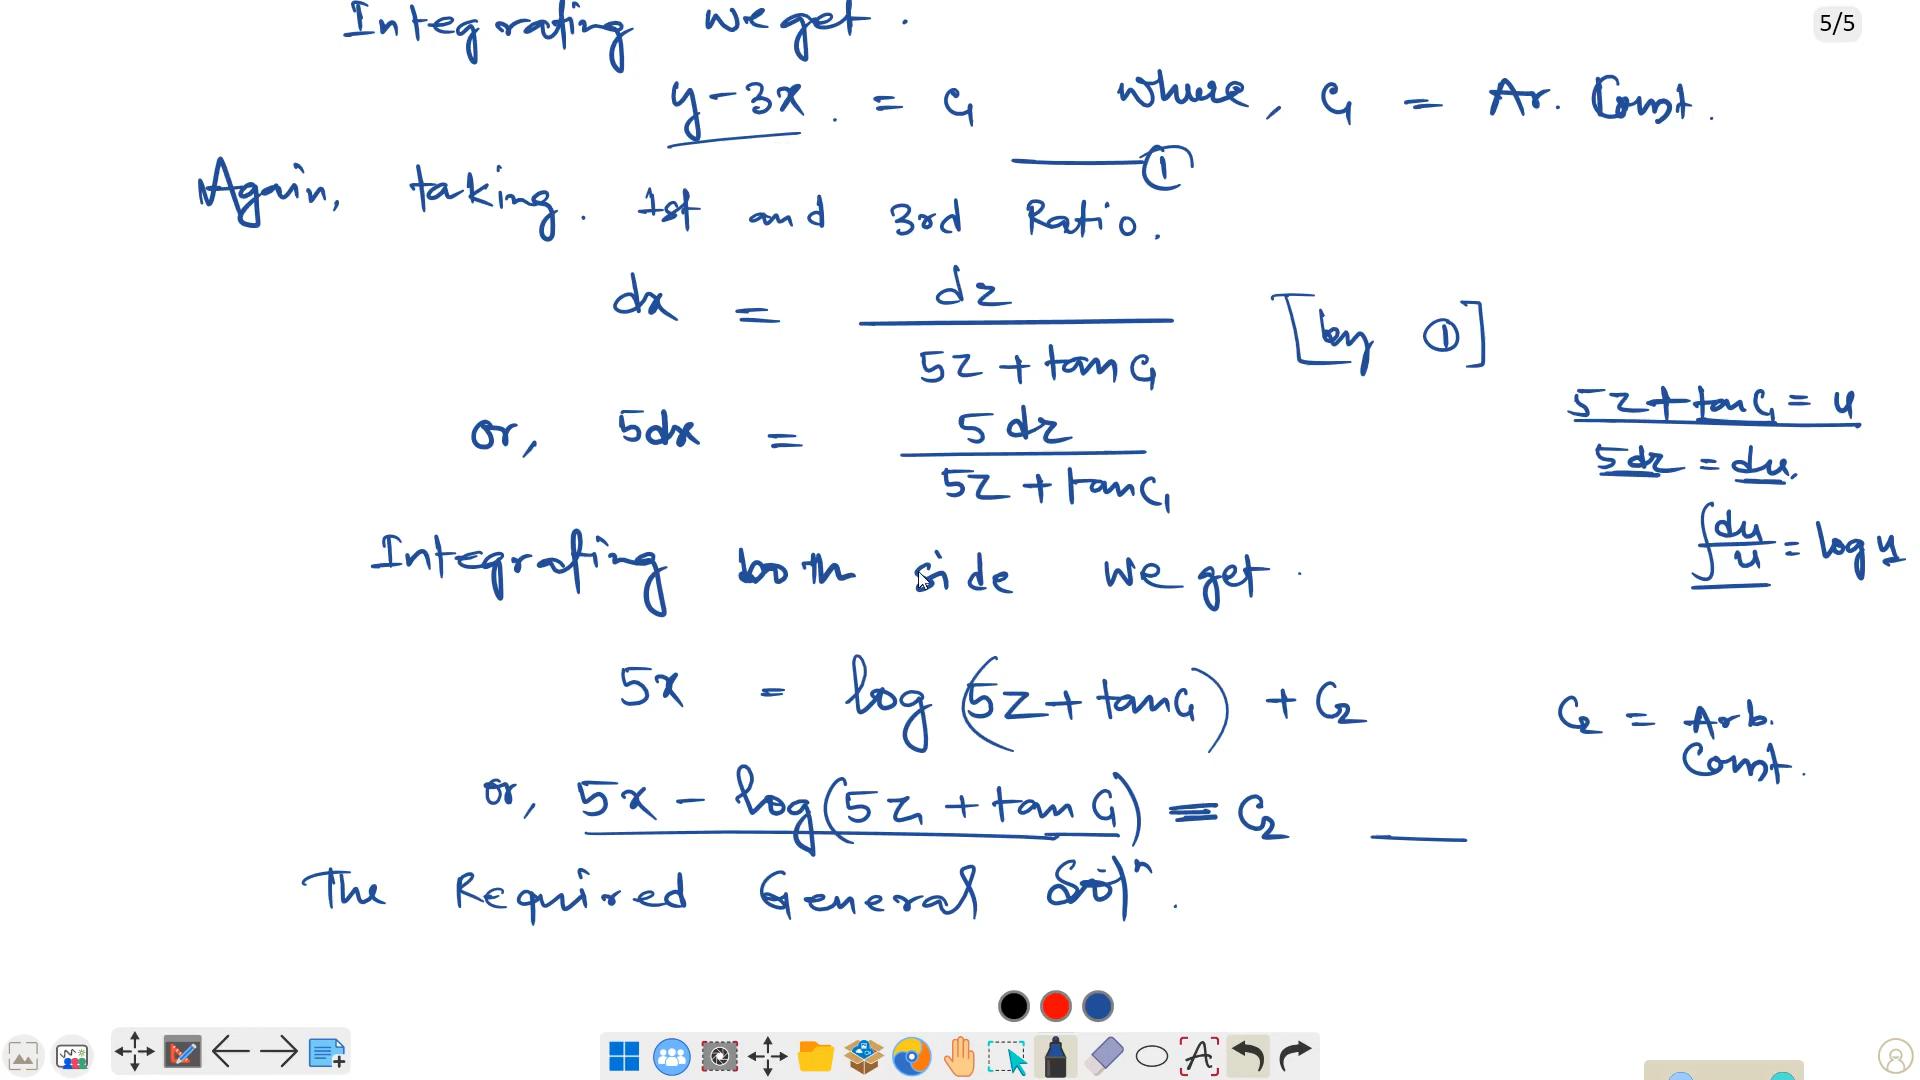 5/5
Integrating we get.
y - 3x = C1 where, C1 = Ar. Const.
1
Again, taking. 1st and 3rd Ratio.
dx = dz / 5z + tan C1 [by 1]
or, 5dx = 5 dz / 5z + tan C1
5z + tan C1 = u
5dz = du.
∫ du/u = log u
Integrating both side we get.
5x = log (5z + tan C1) + C2
C2 = Arb. Const.
or, 5x - log (5z + tan C1) = C2
The Required General Solⁿ.